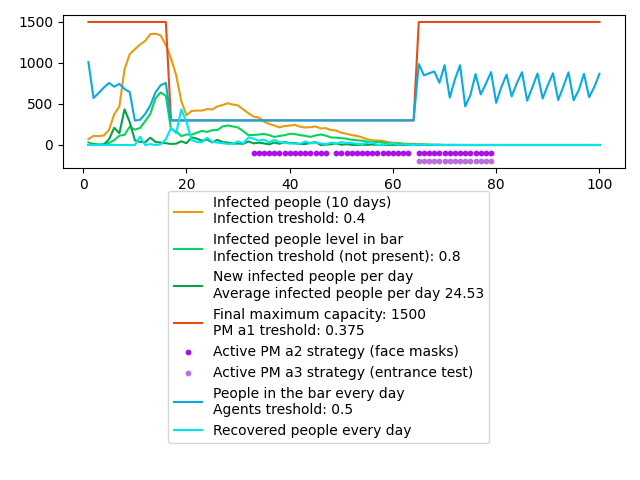 1500
1000
500
0
0
20
40
60
80
100
Infected people (10 days)
Infection treshold: 0.4
Infected people level in bar
Infection treshold (not present): 0.8
New infected people per day
Average infected people per day 24.53
Final maximum capacity: 1500
PM a1 treshold: 0.375
Active PM a2 strategy (face masks)
Active PM a3 strategy (entrance test)
People in the bar every day
Agents treshold: 0.5
Recovered people every day